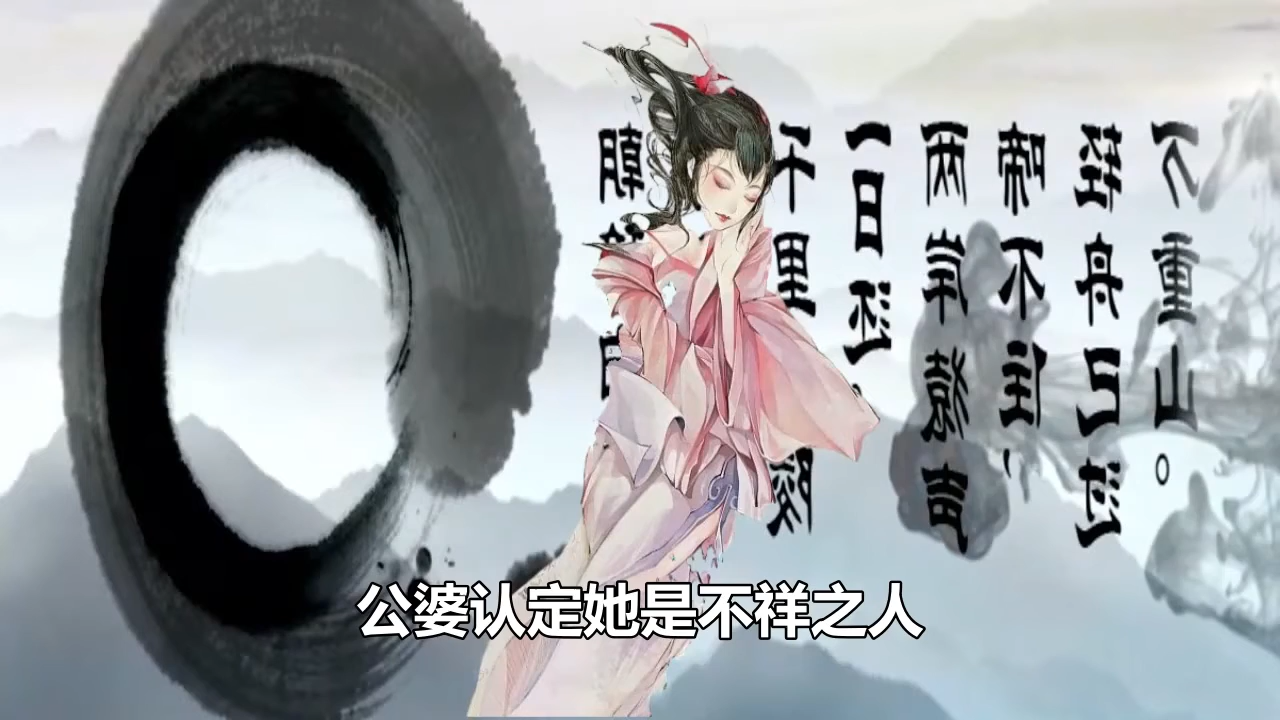 朝
千里陵
一日还。
两岸猿声
啼不住，
轻舟已过
万重山。
公婆认定她是不祥之人